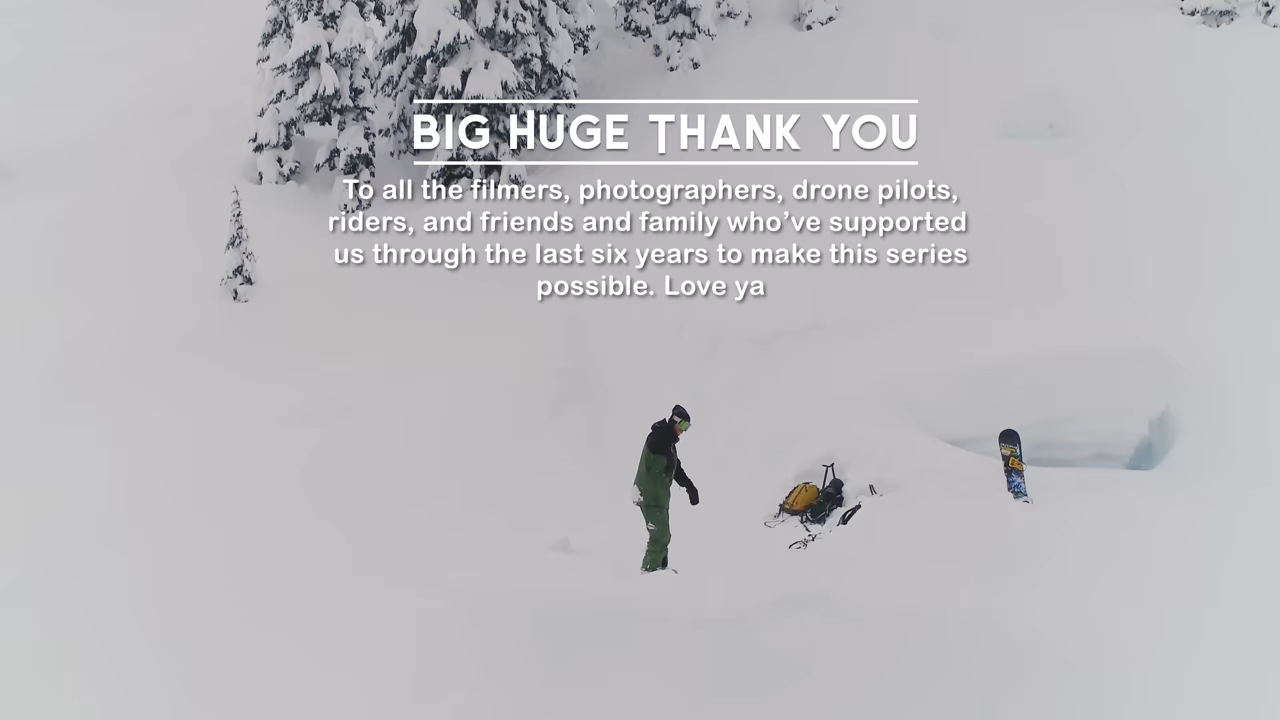 BIG HUGE THANK YOU
To all the filmers, photographers, drone pilots,
riders, and friends and family who've supported
us through the last six years to make this series
possible. Love ya